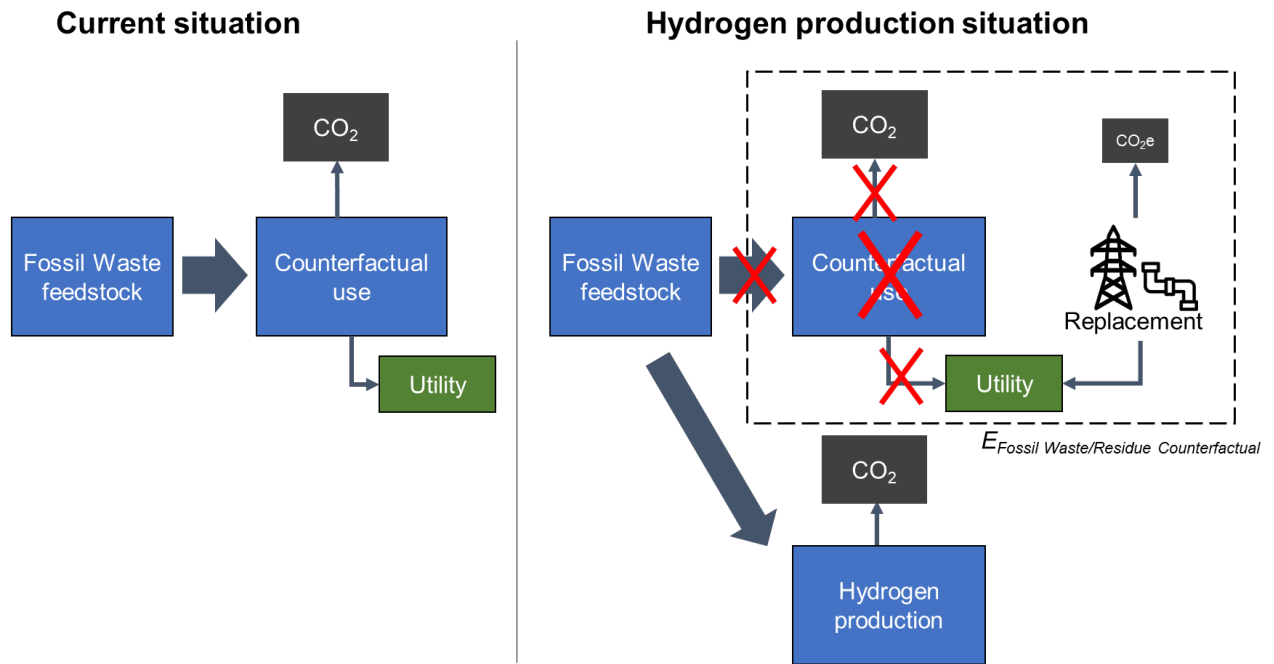 Current situation
CO₂
Fossil Waste
feedstock
Counterfactual
use
Utility
Hydrogen production situation
CO₂
CO₂e
Fossil Waste
feedstock
Counterfactual
use
Replacement
Utility
E Fossil Waste/Residue Counterfactual
CO₂
Hydrogen
production